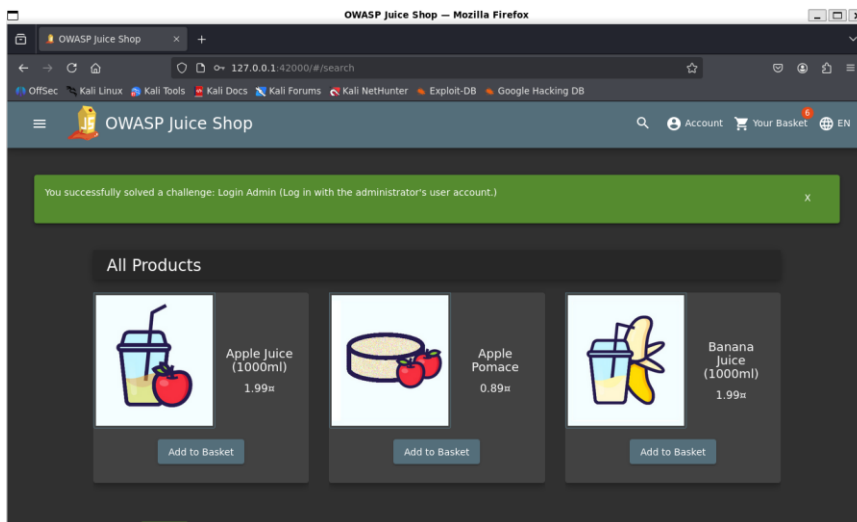 OWASP Juice Shop — Mozilla Firefox
OWASP Juice Shop × +
127.0.0.1:42000/#/search
OffSec Kali Linux Kali Tools Kali Docs Kali Forums Kali NetHunter Exploit-DB Google Hacking DB
OWASP Juice Shop Account Your Basket 6 EN
You successfully solved a challenge: Login Admin (Log in with the administrator's user account.) X
All Products
Apple Juice
(1000ml)
1.99¤
Add to Basket
Apple
Pomace
0.89¤
Add to Basket
Banana
Juice
(1000ml)
1.99¤
Add to Basket